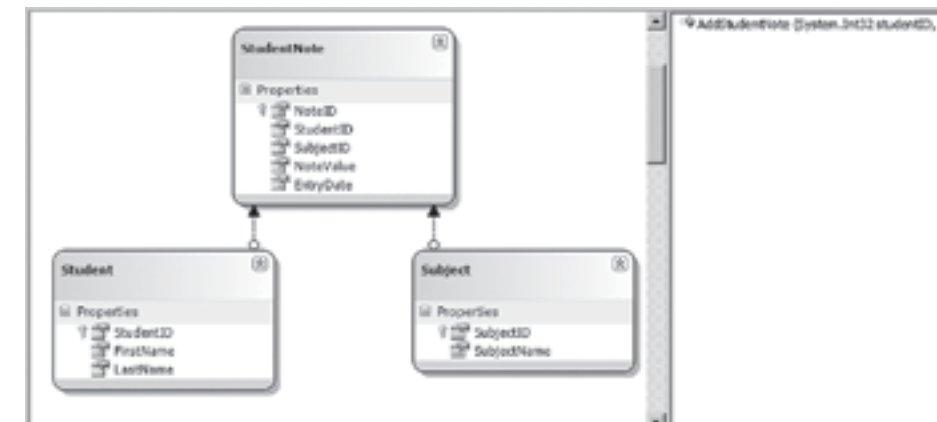 StudentNote
Properties
NoteID
StudentID
SubjectID
NoteValue
EntryDate
Student
Properties
StudentID
FirstName
LastName
Subject
Properties
SubjectID
SubjectName
AddStudentNote (System.Int32 studentID,